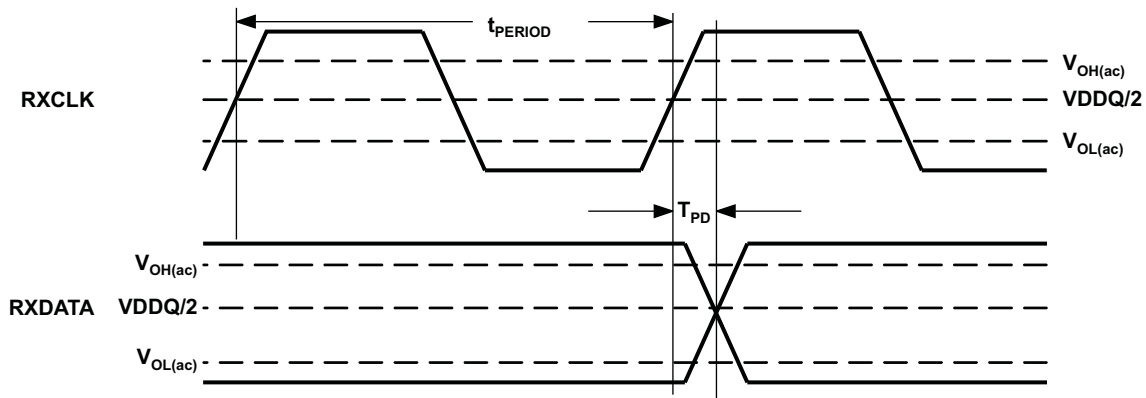 tPERIOD
VOH(ac)
RXCLK
VDDQ/2
VOL(ac)
TPD
VOH(ac)
RXDATA VDDQ/2
VOL(ac)